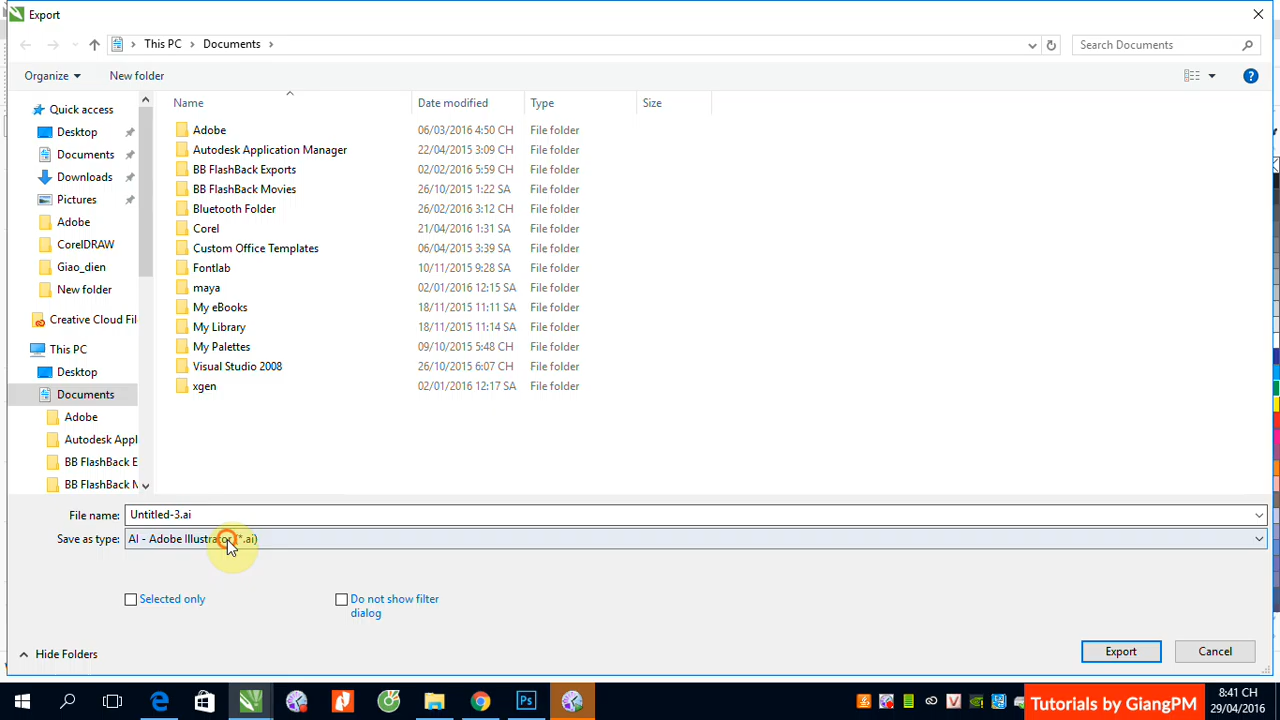 Export
This PC
Documents
Search Documents
Organize
New folder
Name
Date modified
Type
Size
Quick access
Desktop
Documents
Downloads
Pictures
Adobe
CorelDRAW
Giao_dien
New folder
Creative Cloud Fil
This PC
Desktop
Documents
Adobe
Autodesk Appl
BB FlashBack E
BB FlashBack M
Adobe 06/03/2016 4:50 CH File folder
Autodesk Application Manager 22/04/2015 3:09 CH File folder
BB FlashBack Exports 02/02/2016 5:59 CH File folder
BB FlashBack Movies 26/10/2015 1:22 SA File folder
Bluetooth Folder 26/02/2016 3:12 CH File folder
Corel 21/04/2016 1:31 SA File folder
Custom Office Templates 06/04/2015 3:39 SA File folder
Fontlab 10/11/2015 9:28 SA File folder
maya 02/01/2016 12:15 SA File folder
My eBooks 18/11/2015 11:11 SA File folder
My Library 18/11/2015 11:14 SA File folder
My Palettes 09/10/2015 5:48 CH File folder
Visual Studio 2008 26/10/2015 6:07 CH File folder
xgen 02/01/2016 12:17 SA File folder
File name: Untitled-3.ai
Save as type: AI - Adobe Illustrator (*.ai)
Selected only
Do not show filter
dialog
Hide Folders
Export
Cancel
Ps
Tutorials by GiangPM
8:41 CH
29/04/2016